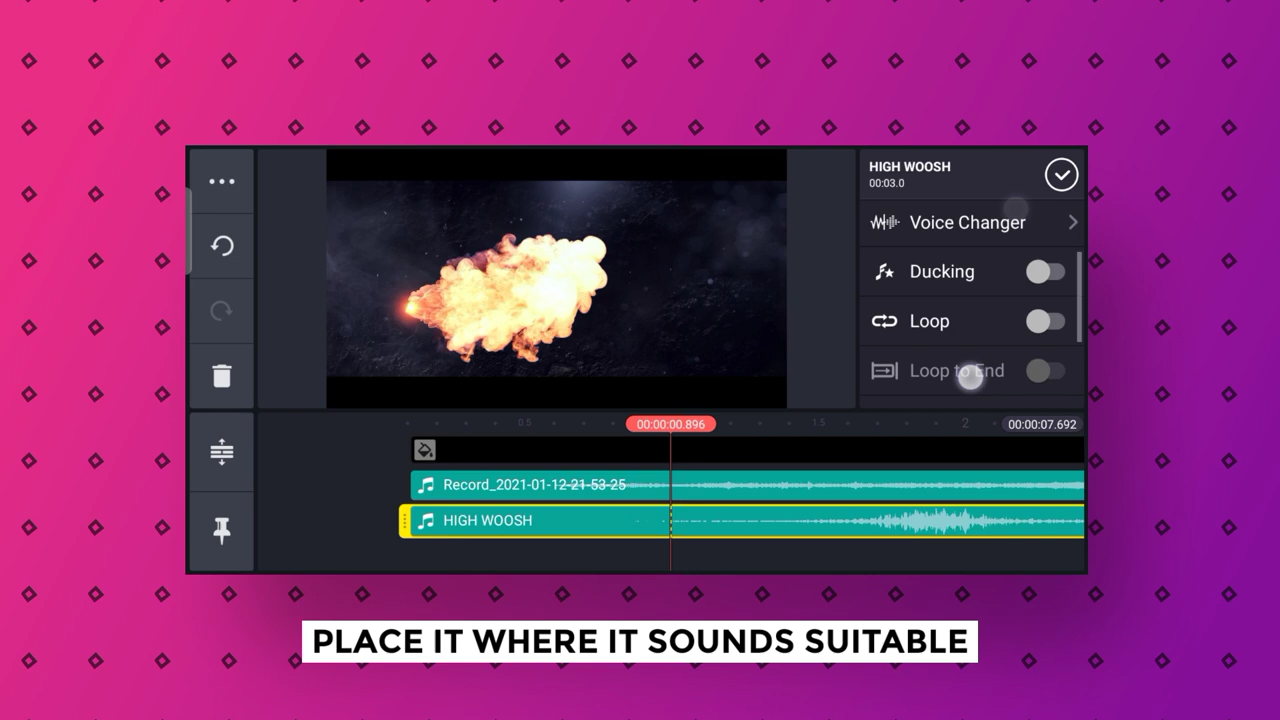 HIGH WOOSH
00:03.0
Voice Changer
Ducking
Loop
Loop to End
0.5
00:00:00.896
1.5
2
00:00:07.692
Record_2021-01-12-21-53-25
HIGH WOOSH
PLACE IT WHERE IT SOUNDS SUITABLE